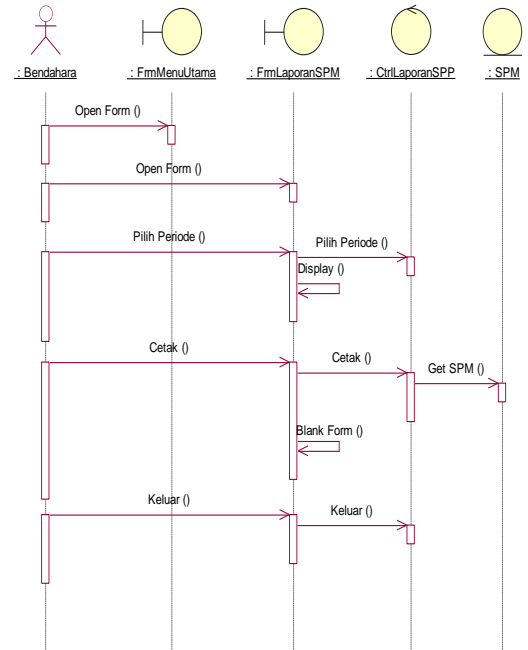 : Bendahara
: FrmMenuUtama
: FrmLaporanSPM
: CtrlLaporanSPP
: SPM
Open Form ()
Open Form ()
Pilih Periode ()
Pilih Periode ()
Display ()
Cetak ()
Cetak ()
Get SPM ()
Blank Form ()
Keluar ()
Keluar ()